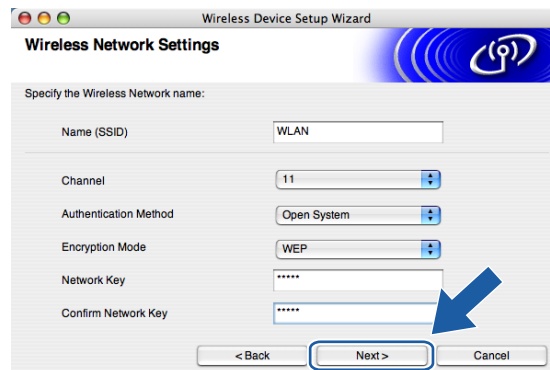 Wireless Device Setup Wizard
Wireless Network Settings
Specify the Wireless Network name:
Name (SSID) WLAN
Channel 11
Authentication Method Open System
Encryption Mode WEP
Network Key *****
Confirm Network Key *****
< Back Next > Cancel